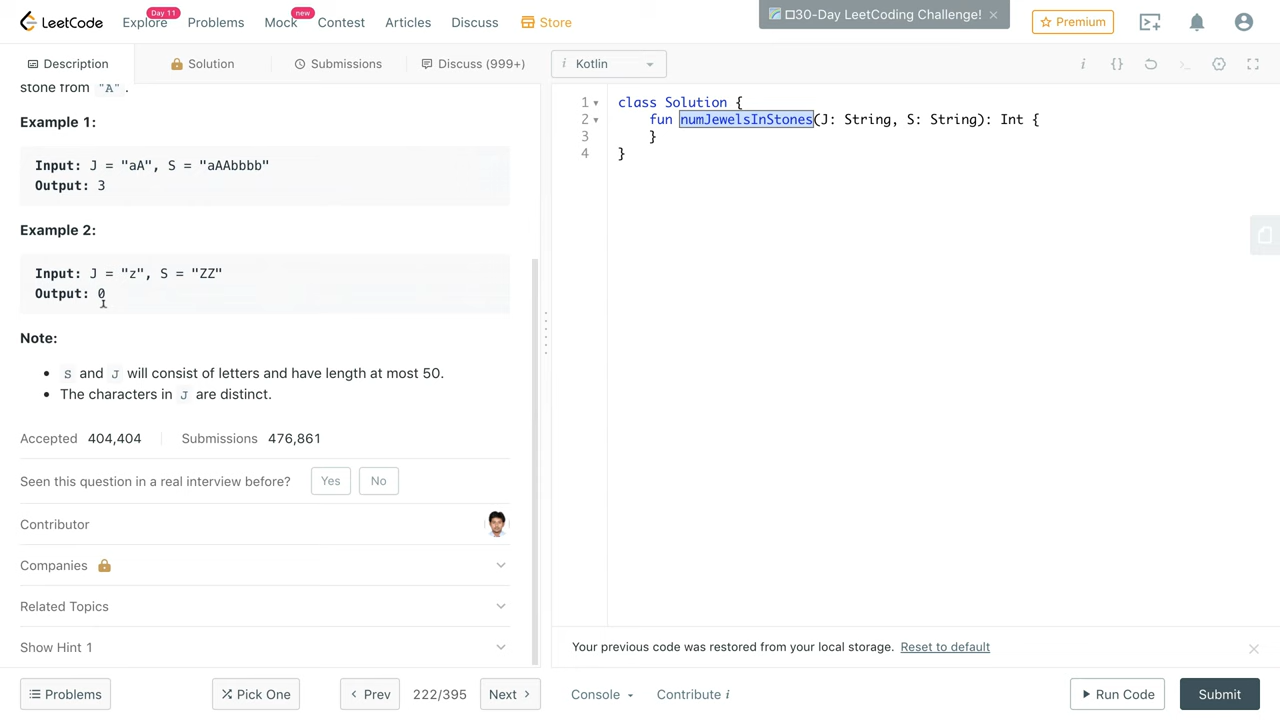 LeetCode
Explore
Day 11
Problems
Mock
new
Contest
Articles
Discuss
Store
30-Day LeetCoding Challenge! ×
Premium
Description
Solution
Submissions
Discuss (999+)
i Kotlin
stone from "A".
Example 1:
Input: J = "aA", S = "aAAbbbb"
Output: 3
Example 2:
Input: J = "z", S = "ZZ"
Output: 0
Note:
• S and J will consist of letters and have length at most 50.
• The characters in J are distinct.
Accepted 404,404
Submissions 476,861
Seen this question in a real interview before?
Yes
No
Contributor
Companies
Related Topics
Show Hint 1
Problems
Pick One
Prev
222/395
Next
1 class Solution {
2 fun numJewelsInStones(J: String, S: String): Int {
3 }
4 }
Your previous code was restored from your local storage. Reset to default
Console
Contribute i
Run Code
Submit